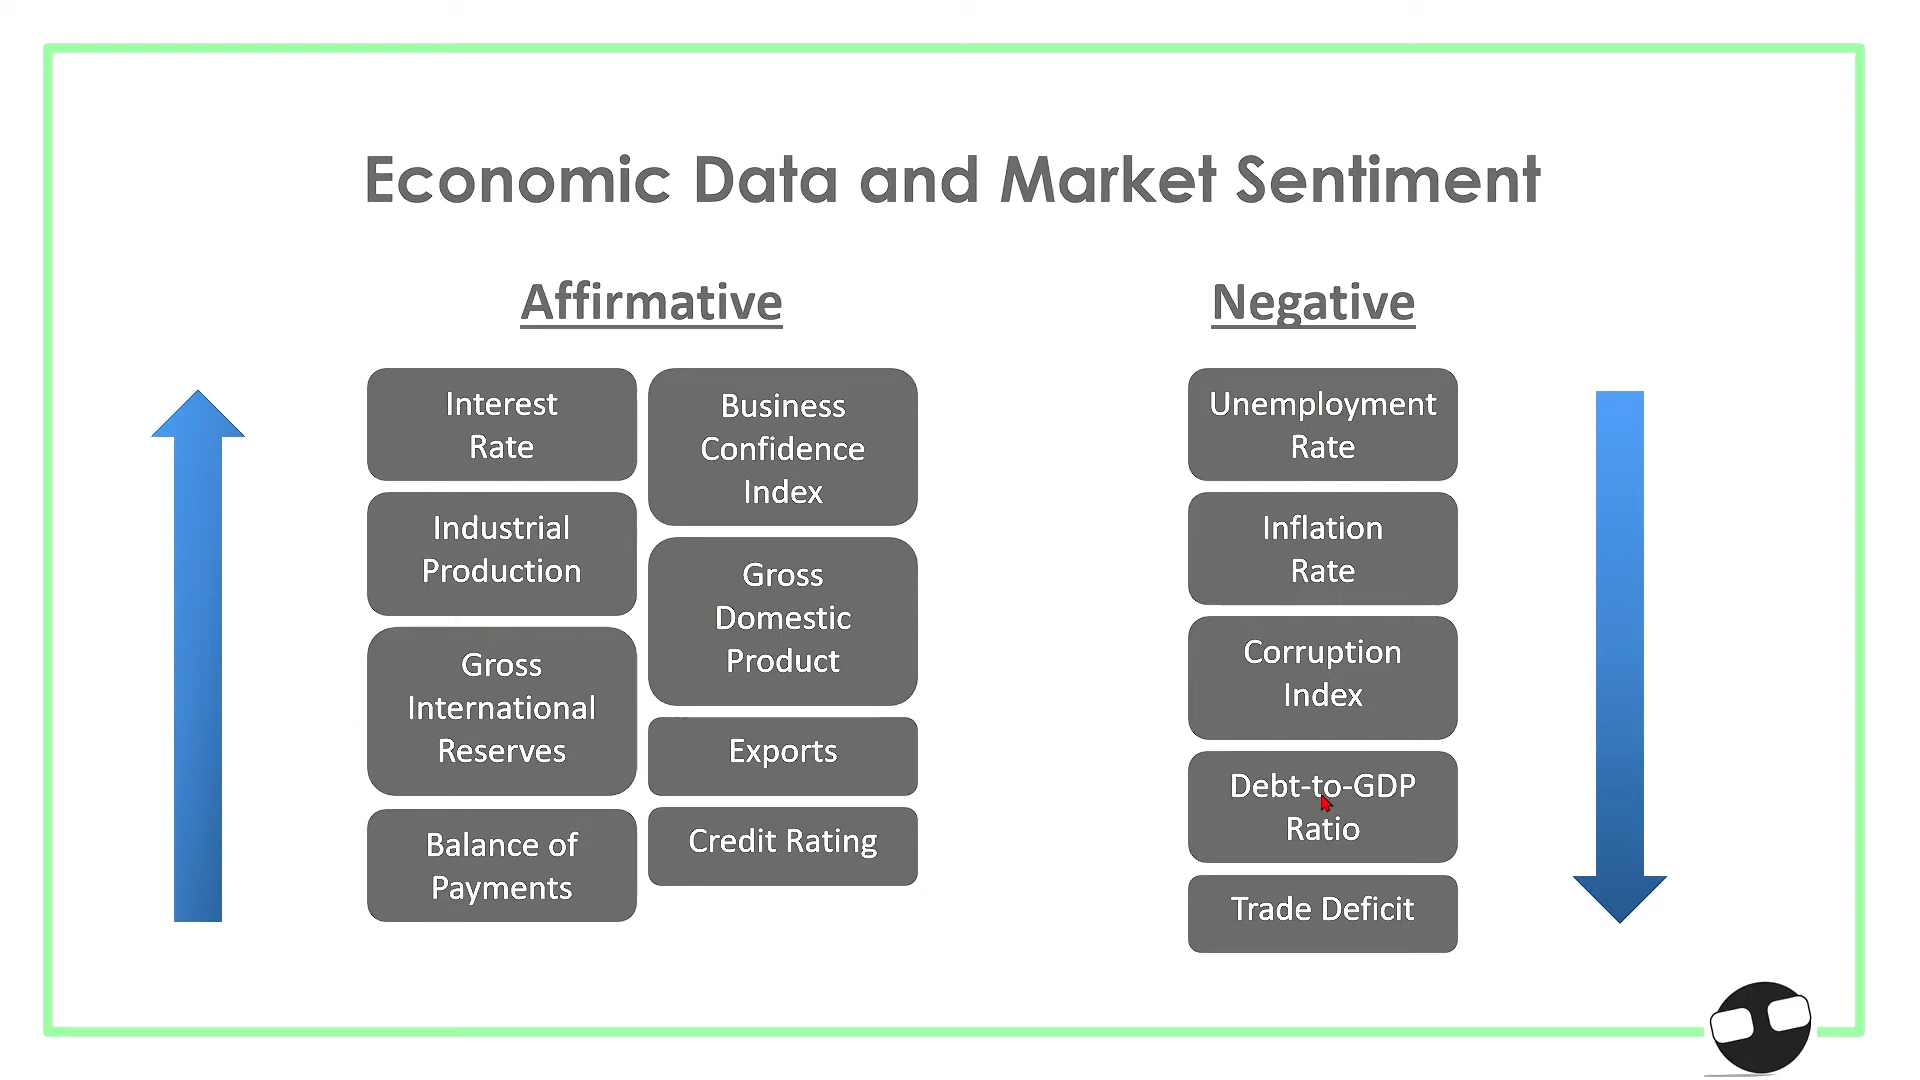 Economic Data and Market Sentiment
Affirmative
Interest
Rate
Industrial
Production
Gross
International
Reserves
Balance of
Payments
Business
Confidence
Index
Gross
Domestic
Product
Exports
Credit Rating
Negative
Unemployment
Rate
Inflation
Rate
Corruption
Index
Debt-to-GDP
Ratio
Trade Deficit